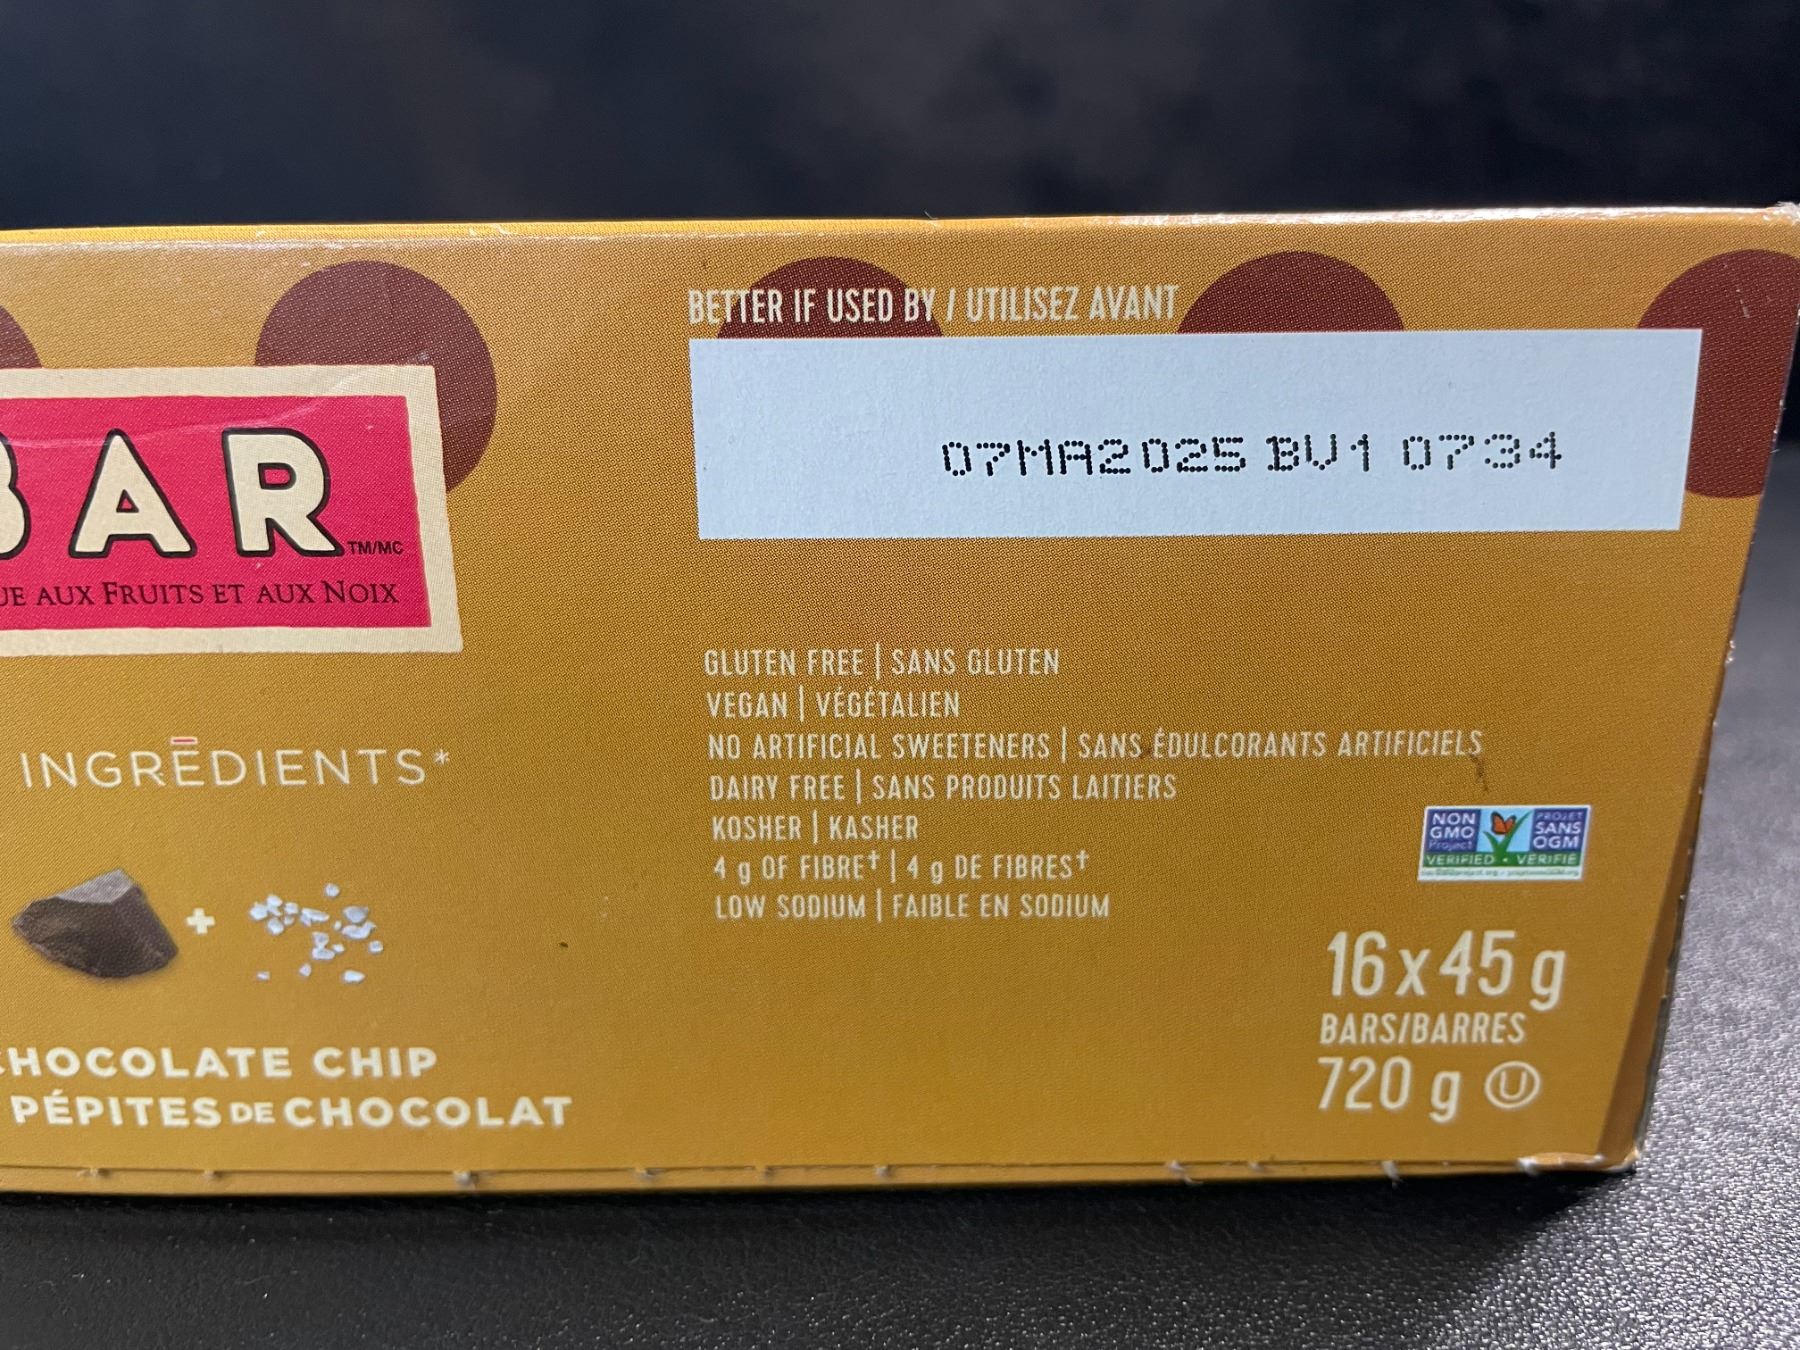 BETTER IF USED BY / UTILISEZ AVANT
07MA2025 BV1 0734
BAR TM/MC
AUX FRUITS ET AUX NOIX
INGRĒDIENTS*
+
CHOCOLATE CHIP
PÉPITES DE CHOCOLAT
GLUTEN FREE | SANS GLUTEN
VEGAN | VÉGÉTALIEN
NO ARTIFICIAL SWEETENERS | SANS ÉDULCORANTS ARTIFICIELS
DAIRY FREE | SANS PRODUITS LAITIERS
KOSHER | KASHER
4 g OF FIBRE† | 4 g DE FIBRES†
LOW SODIUM | FAIBLE EN SODIUM
NON GMO Project
PROJET SANS OGM
VERIFIED • VÉRIFIÉ
16 x 45 g
BARS/BARRES
720 g U